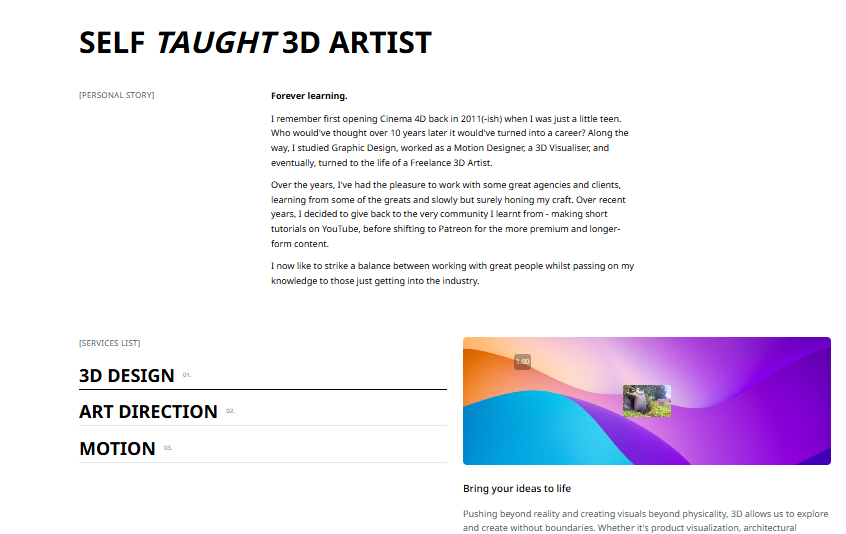 SELF TAUGHT 3D ARTIST
[PERSONAL STORY]
Forever learning.
I remember first opening Cinema 4D back in 2011(-ish) when I was just a little teen.
Who would've thought over 10 years later it would've turned into a career? Along the
way, I studied Graphic Design, worked as a Motion Designer, a 3D Visualiser, and
eventually, turned to the life of a Freelance 3D Artist.
Over the years, I've had the pleasure to work with some great agencies and clients,
learning from some of the greats and slowly but surely honing my craft. Over recent
years, I decided to give back to the very community I learnt from - making short
tutorials on YouTube, before shifting to Patreon for the more premium and longer-
form content.
I now like to strike a balance between working with great people whilst passing on my
knowledge to those just getting into the industry.
[SERVICES LIST]
3D DESIGN 01.
ART DIRECTION 02.
MOTION 03.
1.00
Bring your ideas to life
Pushing beyond reality and creating visuals beyond physicality, 3D allows us to explore
and create without boundaries. Whether it's product visualization, architectural